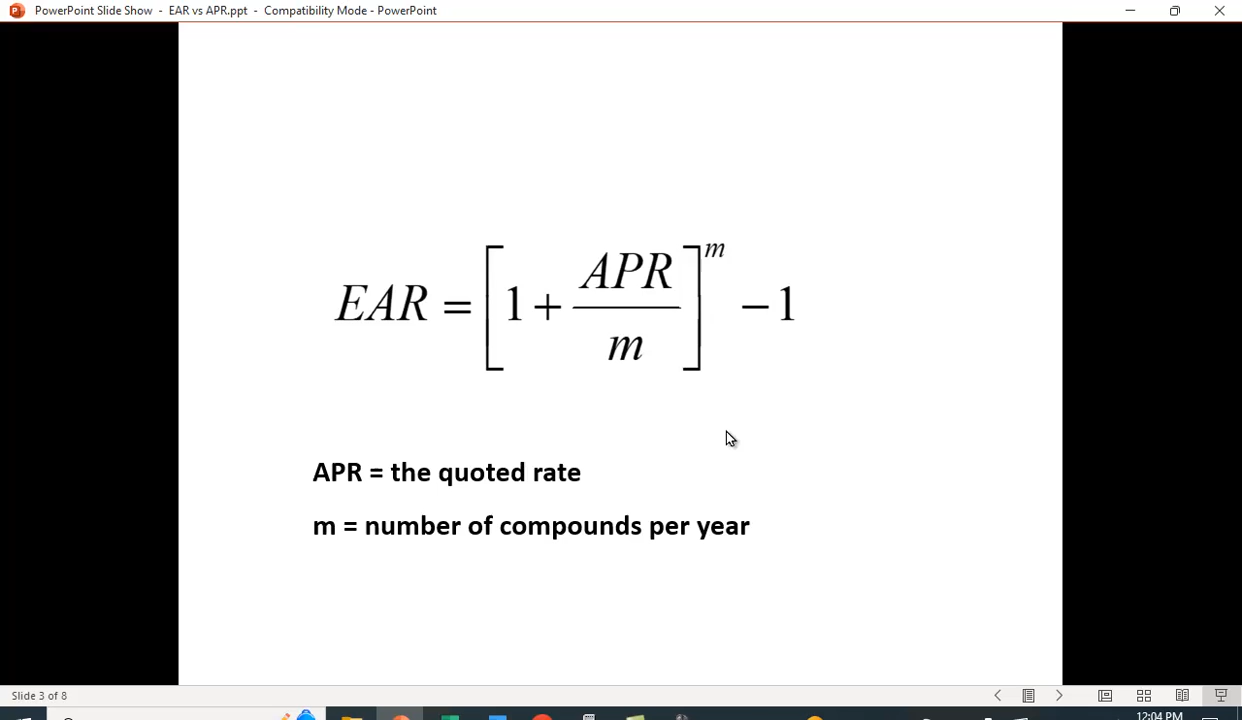 PowerPoint Slide Show - EAR vs APR.ppt - Compatibility Mode - PowerPoint
EAR = [1 + APR/m]^m − 1
APR = the quoted rate
m = number of compounds per year
Slide 3 of 8
12:04 PM